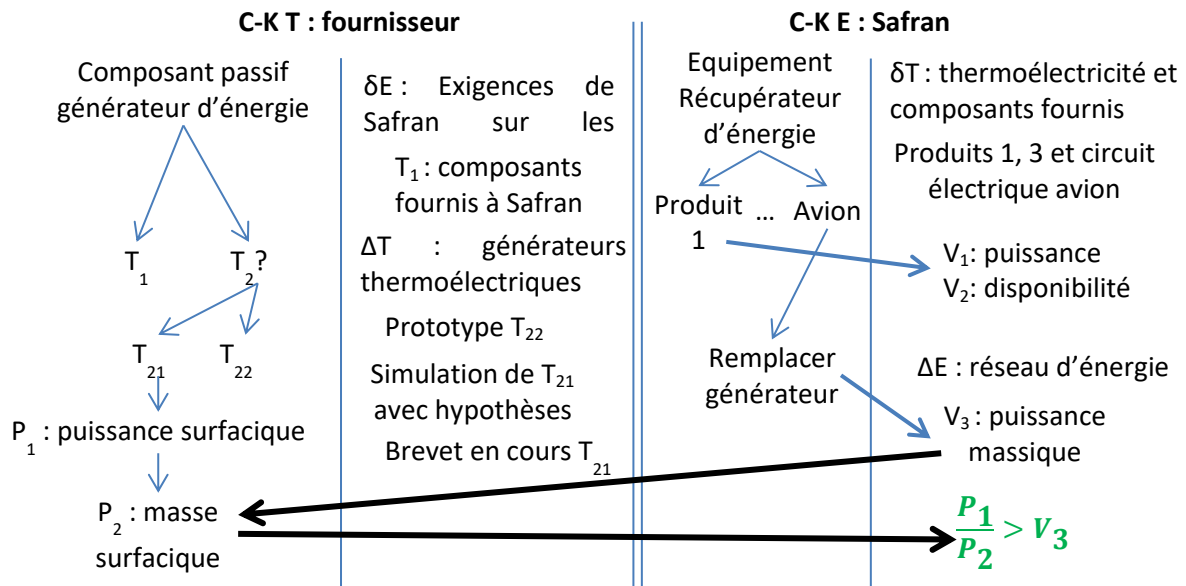 C-K T : fournisseur
Composant passif
générateur d’énergie
T₁
T₂?
T₂₁
T₂₂
P₁ : puissance surfacique
P₂ : masse
surfacique
δE : Exigences de
Safran sur les
T₁ : composants
fournis à Safran
ΔT : générateurs
thermoélectriques
Prototype T₂₂
Simulation de T₂₁
avec hypothèses
Brevet en cours T₂₁
C-K E : Safran
Equipement
Récupérateur
d’énergie
Produit
1
...
Avion
Remplacer
générateur
δT : thermoélectricité et
composants fournis
Produits 1, 3 et circuit
électrique avion
V₁: puissance
V₂: disponibilité
ΔE : réseau d’énergie
V₃ : puissance
massique
P₁/P₂ > V₃